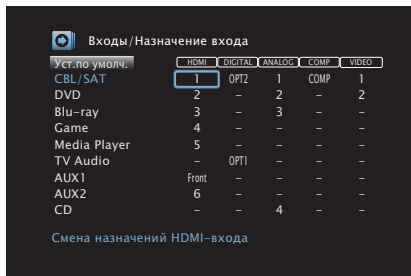 Входы/Назначение входа
Уст.по умолч. HDMI DIGITAL ANALOG COMP VIDEO
CBL/SAT 1 OPT2 1 COMP 1
DVD 2 – 2 – 2
Blu-ray 3 – 3 – –
Game 4 – – – –
Media Player 5 – – – –
TV Audio – OPT1 – – –
AUX1 Front – – – –
AUX2 6 – – – –
CD – – 4 – –
Смена назначений HDMI-входа